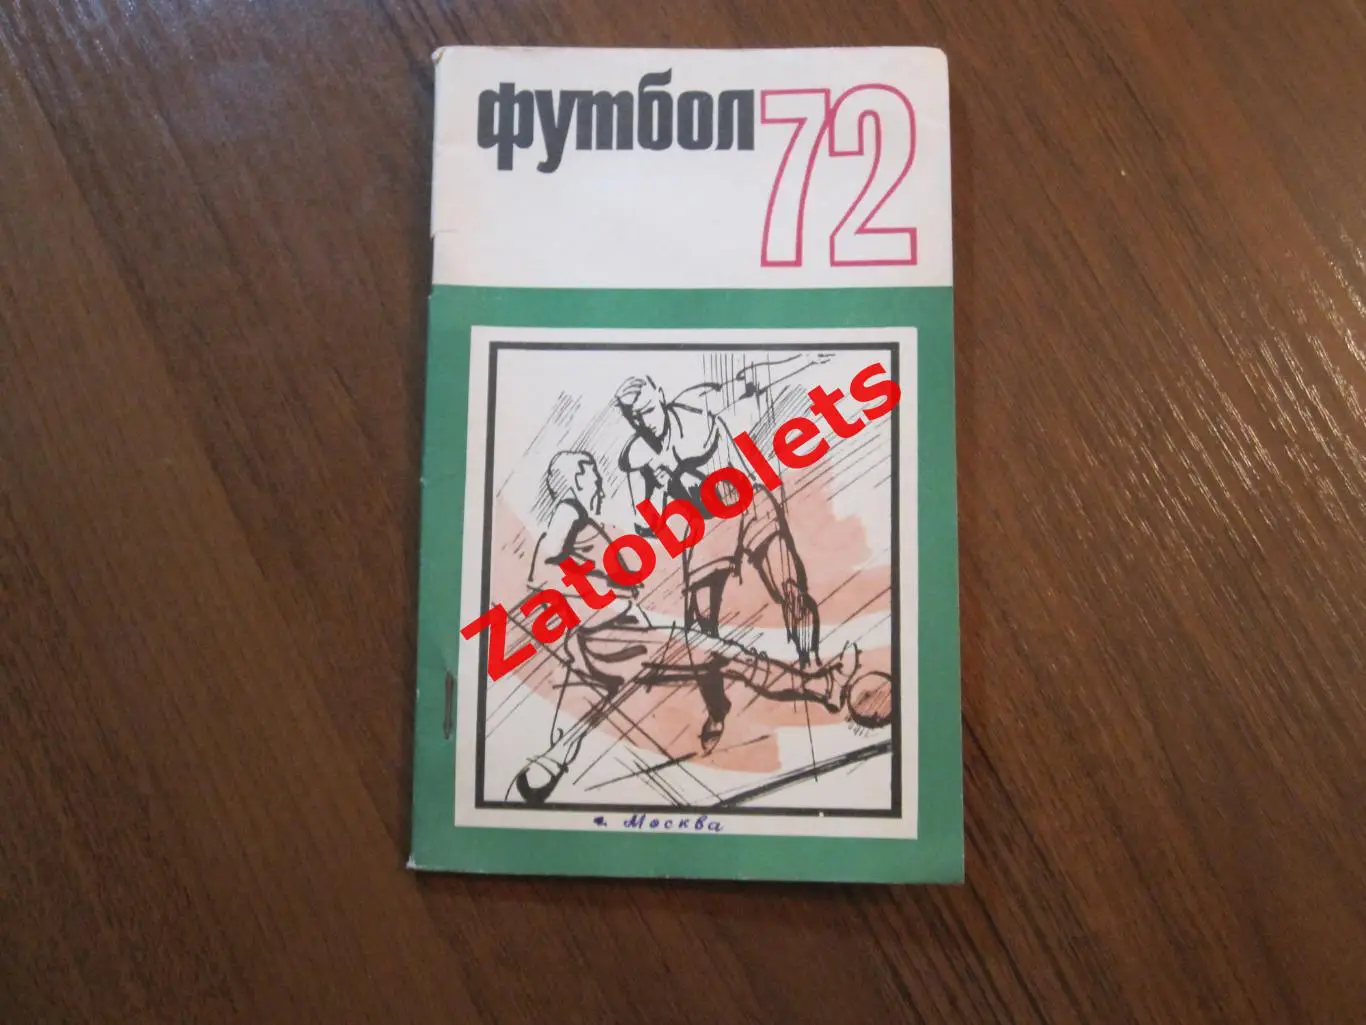 футбол 72
Zatobolets
г. Москва